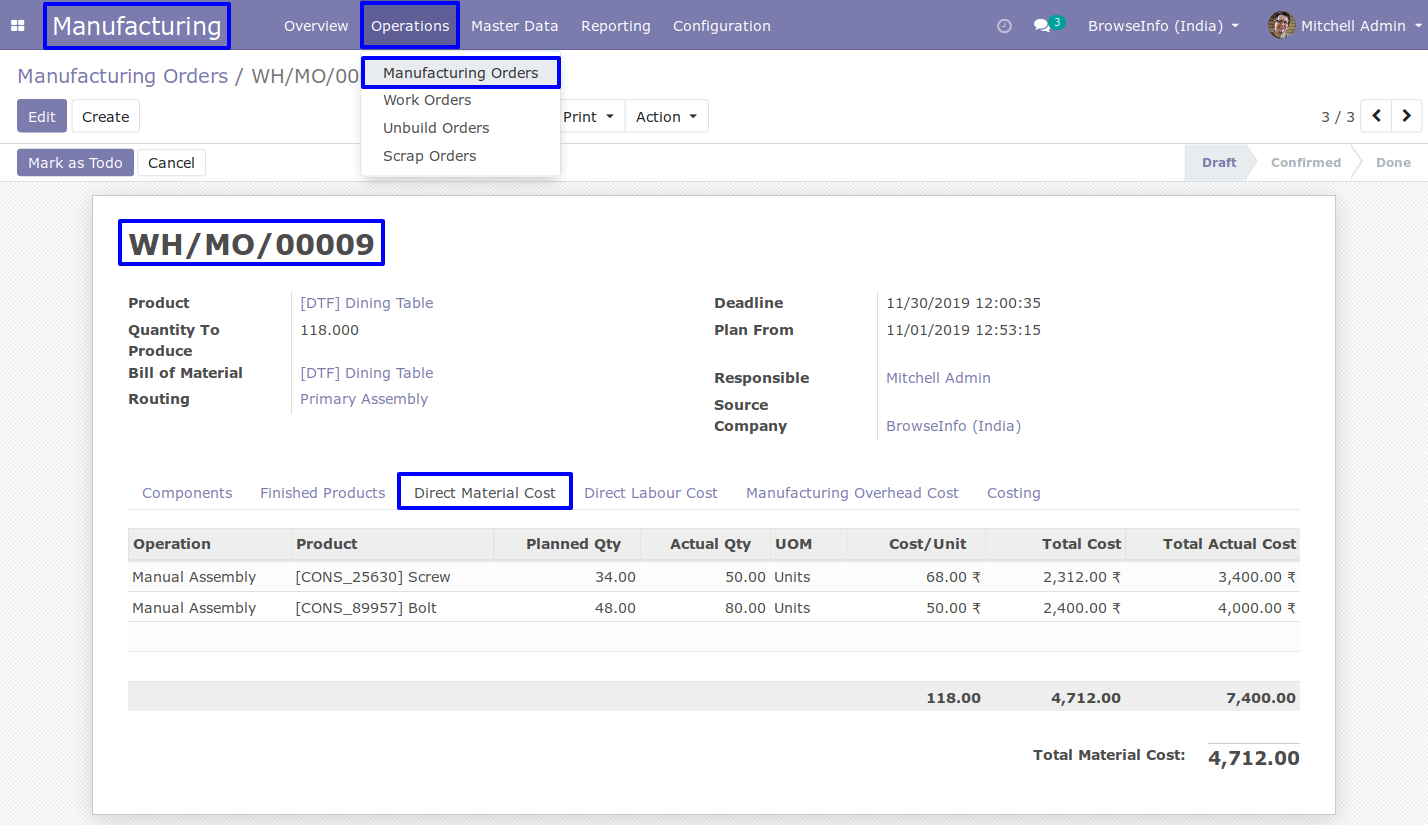 Manufacturing Overview Operations Master Data Reporting Configuration 3 BrowseInfo (India) Mitchell Admin
Manufacturing Orders / WH/MO/00
Manufacturing Orders
Work Orders
Unbuild Orders
Scrap Orders
Edit Create Print Action 3 / 3
Mark as Todo Cancel Draft Confirmed Done
WH/MO/00009
Product [DTF] Dining Table
Quantity To Produce 118.000
Bill of Material [DTF] Dining Table
Routing Primary Assembly
Deadline 11/30/2019 12:00:35
Plan From 11/01/2019 12:53:15
Responsible Mitchell Admin
Source
Company BrowseInfo (India)
Components Finished Products Direct Material Cost Direct Labour Cost Manufacturing Overhead Cost Costing
Operation Product Planned Qty Actual Qty UOM Cost/Unit Total Cost Total Actual Cost
Manual Assembly [CONS_25630] Screw 34.00 50.00 Units 68.00 ₹ 2,312.00 ₹ 3,400.00 ₹
Manual Assembly [CONS_89957] Bolt 48.00 80.00 Units 50.00 ₹ 2,400.00 ₹ 4,000.00 ₹
118.00 4,712.00 7,400.00
Total Material Cost: 4,712.00